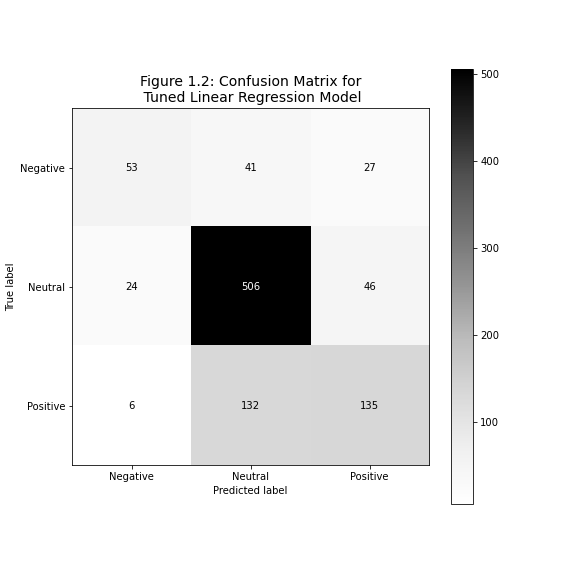 Figure 1.2: Confusion Matrix for
Tuned Linear Regression Model
Negative 53 41 27
Neutral 24 506 46
Positive 6 132 135
Negative Neutral Positive
Predicted label
True label
500
400
300
200
100